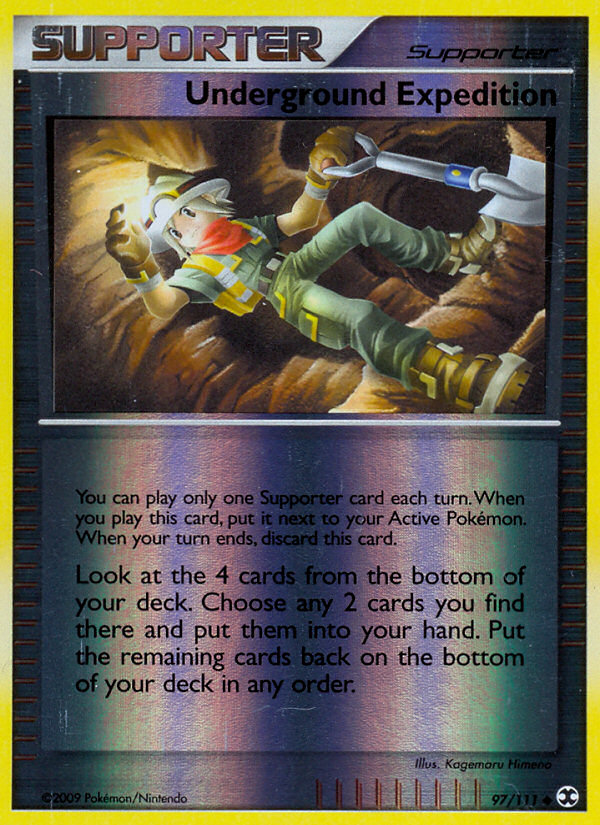 SUPPORTER
Supporter
Underground Expedition
You can play only one Supporter card each turn. When
you play this card, put it next to your Active Pokémon.
When your turn ends, discard this card.
Look at the 4 cards from the bottom of
your deck. Choose any 2 cards you find
there and put them into your hand. Put
the remaining cards back on the bottom
of your deck in any order.
Illus. Kagemaru Himeno
©2009 Pokémon/Nintendo
97/111